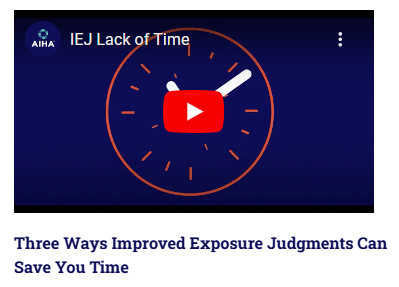 AIHA
IEJ Lack of Time
Three Ways Improved Exposure Judgments Can
Save You Time